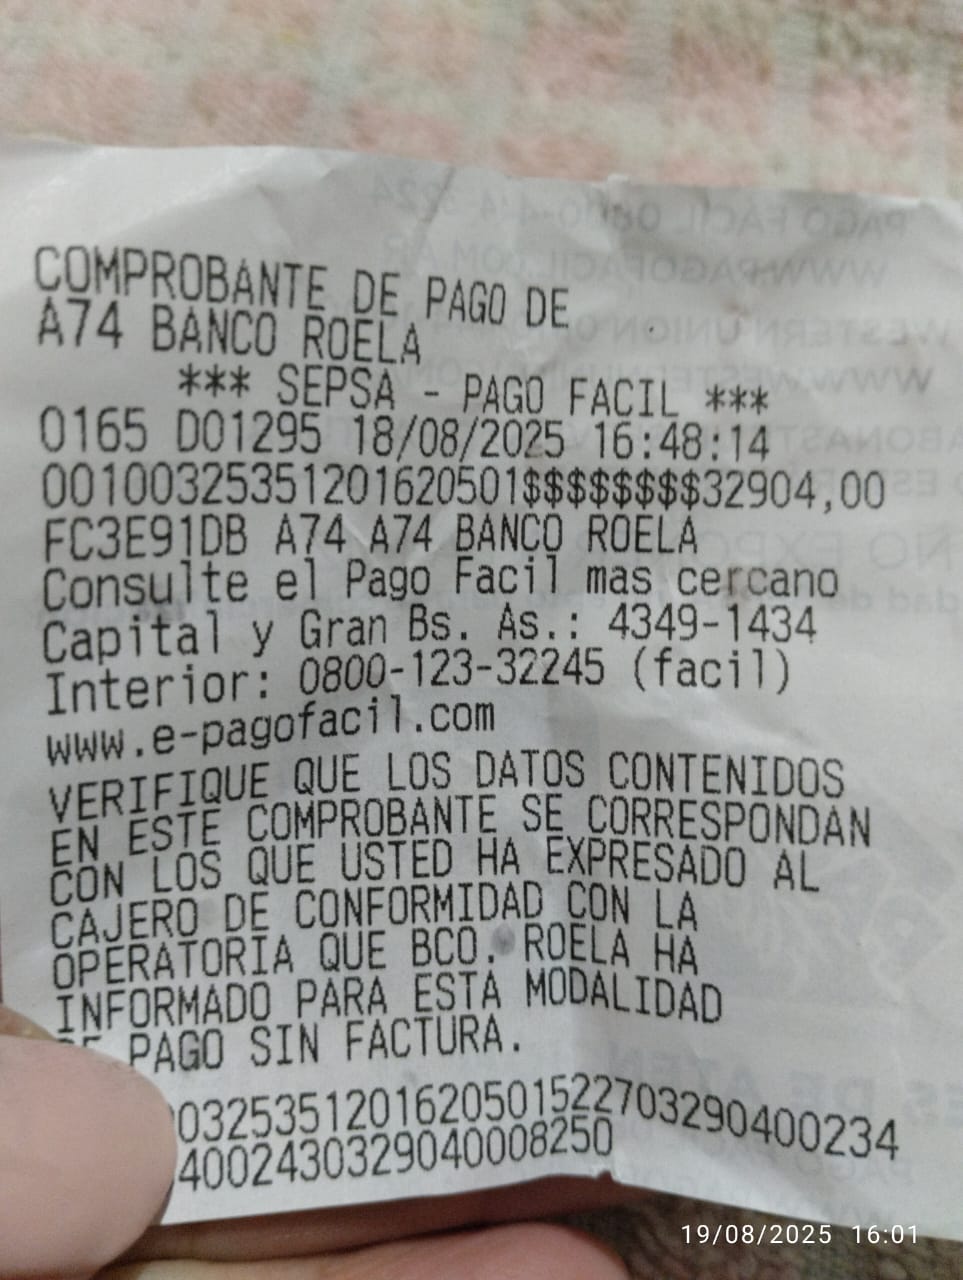 COMPROBANTE DE PAGO DE
A74 BANCO ROELA
*** SEPSA - PAGO FACIL ***
0165 D01295 18/08/2025 16:48:14
00100325351201620501$$$$$$$$32904,00
FC3E91DB A74 A74 BANCO ROELA
Consulte el Pago Facil mas cercano
Capital y Gran Bs. As.: 4349-1434
Interior: 0800-123-32245 (facil)
www.e-pagofacil.com
VERIFIQUE QUE LOS DATOS CONTENIDOS
EN ESTE COMPROBANTE SE CORRESPONDAN
CON LOS QUE USTED HA EXPRESADO AL
CAJERO DE CONFORMIDAD CON LA
OPERATORIA QUE BCO. ROELA HA
INFORMADO PARA ESTA MODALIDAD
DE PAGO SIN FACTURA.
0325351201620501522703290400234
4002430329040008250
19/08/2025 16:01